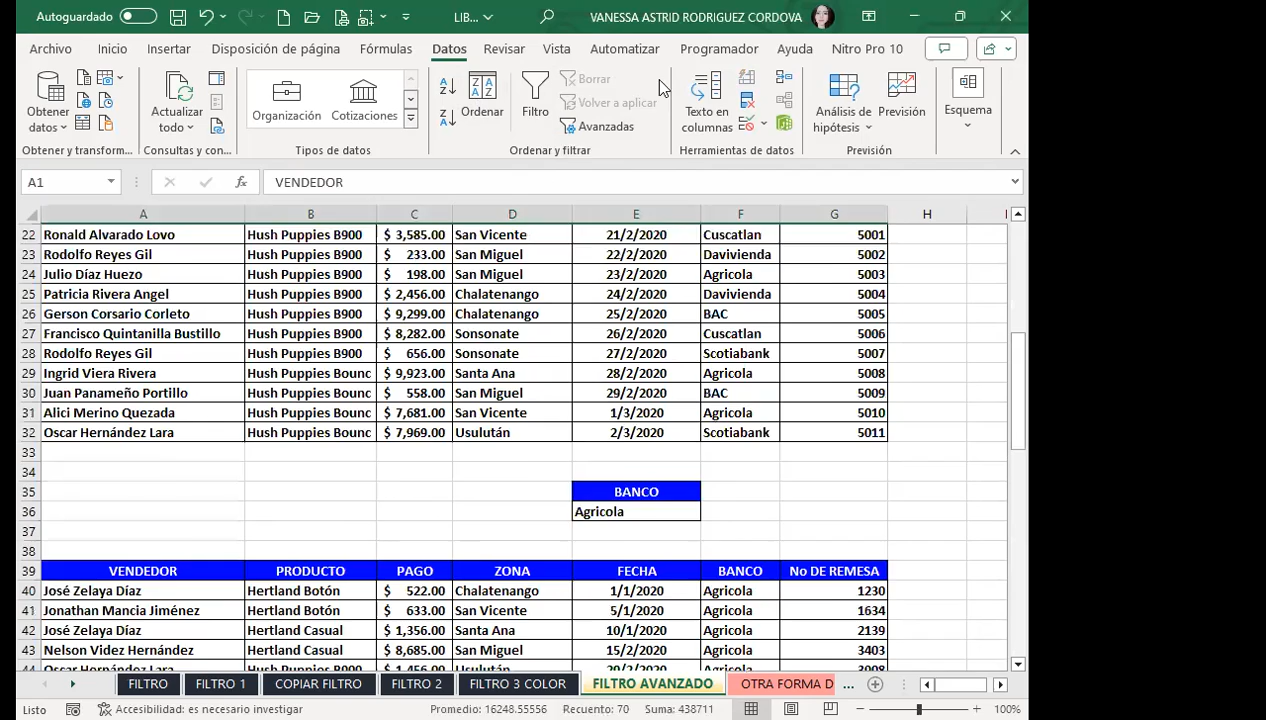 Autoguardado LIB... VANESSA ASTRID RODRIGUEZ CORDOVA
Archivo Inicio Insertar Disposición de página Fórmulas Datos Revisar Vista Automatizar Programador Ayuda Nitro Pro 10
Obtener datos
Actualizar todo
Organización Cotizaciones
Ordenar
Filtro
Borrar
Volver a aplicar
Avanzadas
Texto en columnas
Análisis de hipótesis
Previsión
Esquema
Obtener y transform... Consultas y con... Tipos de datos Ordenar y filtrar Herramientas de datos Previsión
A1 fx VENDEDOR
A B C D E F G H I
22 Ronald Alvarado Lovo Hush Puppies B900 $ 3,585.00 San Vicente 21/2/2020 Cuscatlan 5001
23 Rodolfo Reyes Gil Hush Puppies B900 $ 233.00 San Miguel 22/2/2020 Davivienda 5002
24 Julio Díaz Huezo Hush Puppies B900 $ 198.00 San Miguel 23/2/2020 Agricola 5003
25 Patricia Rivera Angel Hush Puppies B900 $ 2,456.00 Chalatenango 24/2/2020 Davivienda 5004
26 Gerson Corsario Corleto Hush Puppies B900 $ 9,299.00 Chalatenango 25/2/2020 BAC 5005
27 Francisco Quintanilla Bustillo Hush Puppies B900 $ 8,282.00 Sonsonate 26/2/2020 Cuscatlan 5006
28 Rodolfo Reyes Gil Hush Puppies B900 $ 656.00 Sonsonate 27/2/2020 Scotiabank 5007
29 Ingrid Viera Rivera Hush Puppies Bounc $ 9,923.00 Santa Ana 28/2/2020 Agricola 5008
30 Juan Panameño Portillo Hush Puppies Bounc $ 558.00 San Miguel 29/2/2020 BAC 5009
31 Alici Merino Quezada Hush Puppies Bounc $ 7,681.00 San Vicente 1/3/2020 Agricola 5010
32 Oscar Hernández Lara Hush Puppies Bounc $ 7,969.00 Usulután 2/3/2020 Scotiabank 5011
33
34
35 BANCO
36 Agricola
37
38
39 VENDEDOR PRODUCTO PAGO ZONA FECHA BANCO No DE REMESA
40 José Zelaya Díaz Hertland Botón $ 522.00 Chalatenango 1/1/2020 Agricola 1230
41 Jonathan Mancia Jiménez Hertland Botón $ 633.00 San Vicente 5/1/2020 Agricola 1634
42 José Zelaya Díaz Hertland Casual $ 1,356.00 Santa Ana 10/1/2020 Agricola 2139
43 Nelson Videz Hernández Hertland Casual $ 8,685.00 San Miguel 15/2/2020 Agricola 3403
44 Oscar Hernández Lara Hush Puppies B900 $ 1,456.00 Usulután 20/2/2020 Agricola 3908
FILTRO FILTRO 1 COPIAR FILTRO FILTRO 2 FILTRO 3 COLOR FILTRO AVANZADO OTRA FORMA D ...
Listo Accesibilidad: es necesario investigar Promedio: 16248.55556 Recuento: 70 Suma: 438711 100%